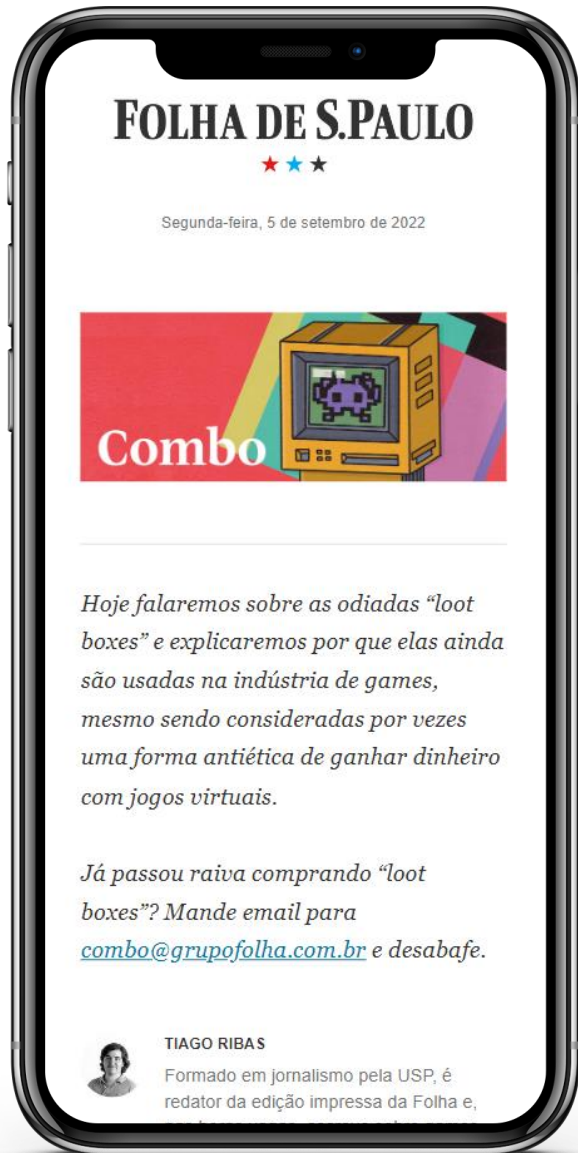 FOLHA DE S.PAULO
Segunda-feira, 5 de setembro de 2022
Combo
Hoje falaremos sobre as odiadas “loot
boxes” e explicaremos por que elas ainda
são usadas na indústria de games,
mesmo sendo consideradas por vezes
uma forma antiética de ganhar dinheiro
com jogos virtuais.
Já passou raiva comprando “loot
boxes”? Mande email para
combo@grupofolha.com.br e desabafe.
TIAGO RIBAS
Formado em jornalismo pela USP, é
redator da edição impressa da Folha e,